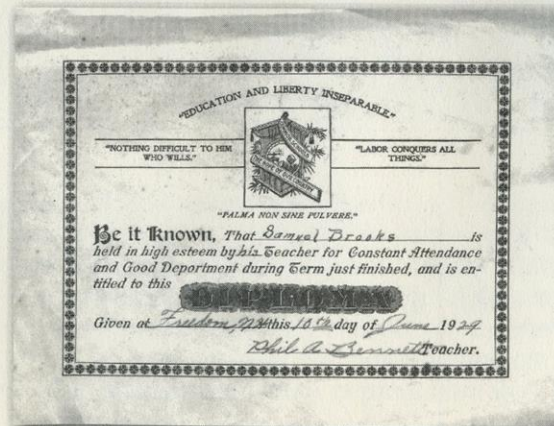 "EDUCATION AND LIBERTY INSEPARABLE."
"NOTHING DIFFICULT TO HIM
WHO WILLS."
"LABOR CONQUERS ALL
THINGS."
"PALMA NON SINE PULVERE."
Be it Known, That Samuel Brooks is
held in high esteem by his Teacher for Constant Attendance
and Good Deportment during Term just finished, and is en-
titled to this
DIPLOMA
Given at Freedom, this 10th day of June 1929
Phil A. Bennett Teacher.